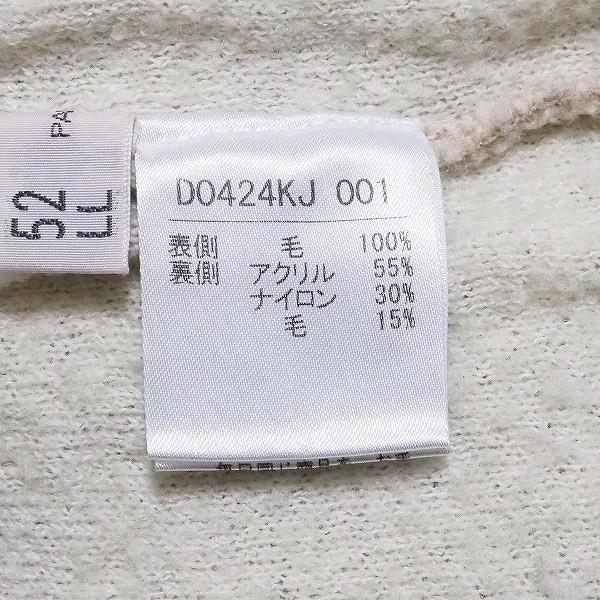 PA
52
LL
D0424KJ 001
表側 毛 100%
裏側 アクリル 55%
ナイロン 30%
毛 15%